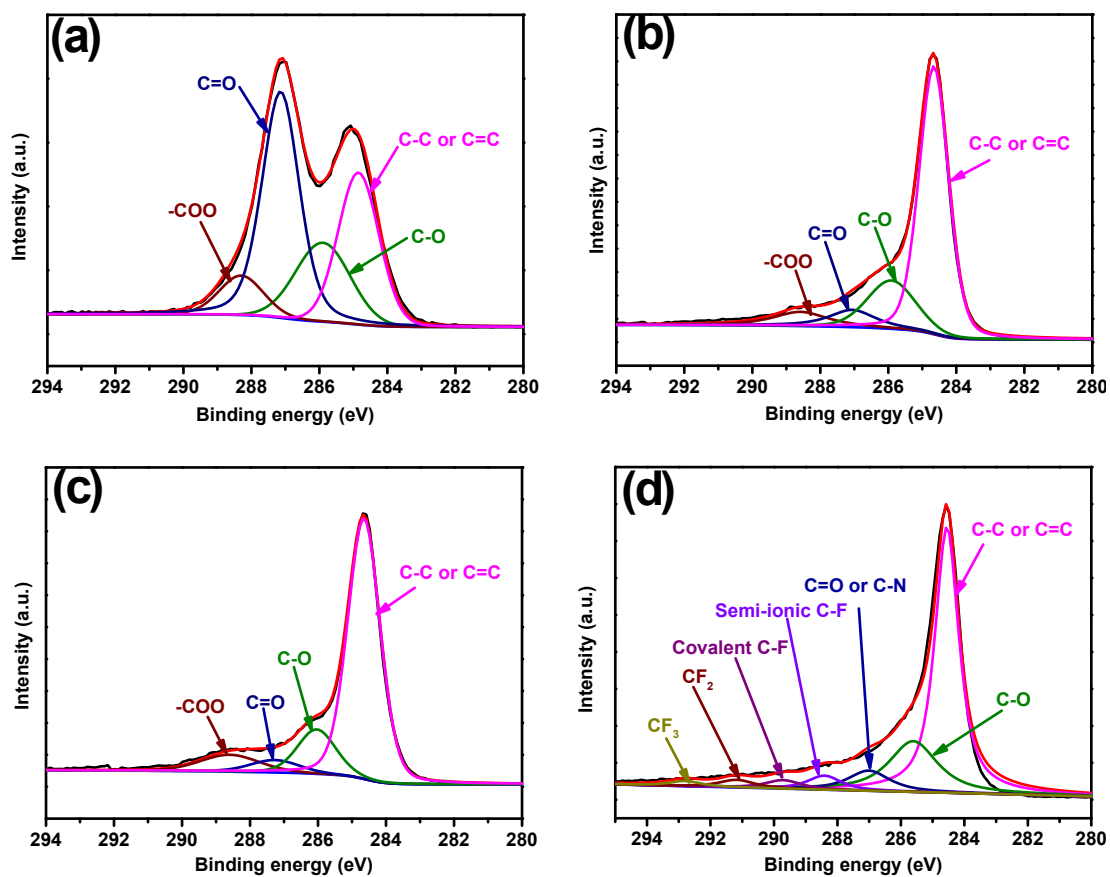 (a)
C=O
C-C or C=C
-COO
C-O
Intensity (a.u.)
294 292 290 288 286 284 282 280
Binding energy (eV)
(b)
C-C or C=C
C-O
C=O
-COO
Intensity (a.u.)
294 292 290 288 286 284 282 280
Binding energy (eV)
(c)
C-C or C=C
C-O
C=O
-COO
Intensity (a.u.)
294 292 290 288 286 284 282 280
Binding energy (eV)
(d)
C-C or C=C
C=O or C-N
Semi-ionic C-F
Covalent C-F
CF2
C-O
CF3
Intensity (a.u.)
294 292 290 288 286 284 282 280
Binding energy (eV)